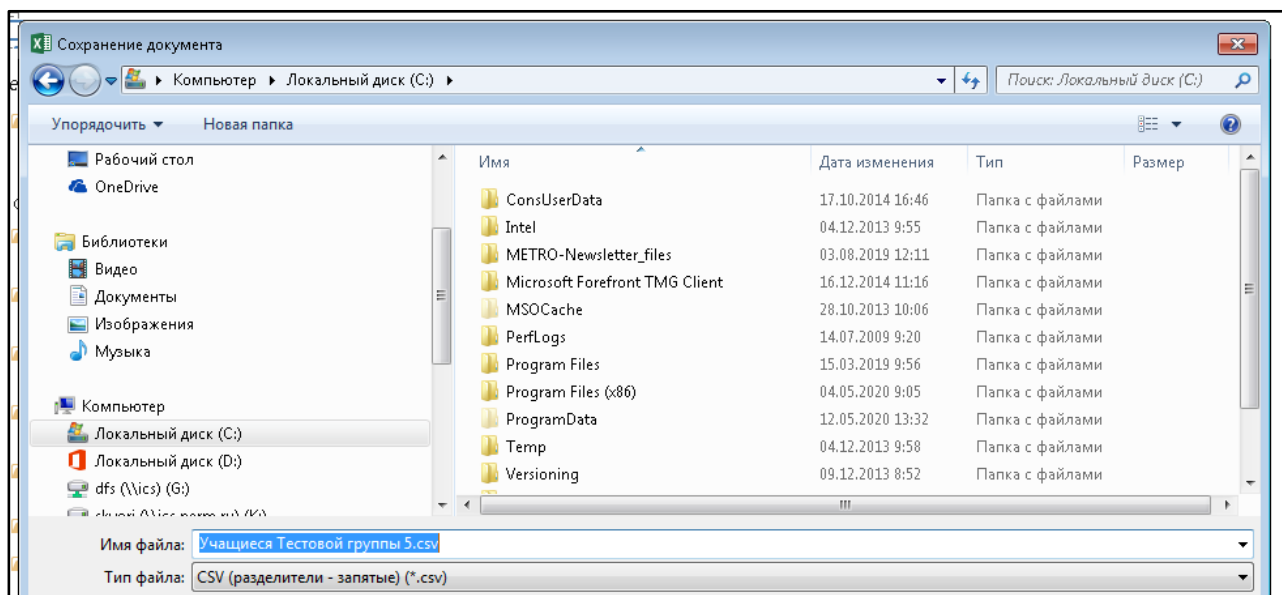 Сохранение документа
Компьютер ▸ Локальный диск (C:) ▸
Поиск: Локальный диск (C:)
Упорядочить ▼ Новая папка
Рабочий стол
OneDrive
Библиотеки
Видео
Документы
Изображения
Музыка
Компьютер
Локальный диск (C:)
Локальный диск (D:)
dfs (\\ics) (G:)
Имя Дата изменения Тип Размер
ConsUserData 17.10.2014 16:46 Папка с файлами
Intel 04.12.2013 9:55 Папка с файлами
METRO-Newsletter_files 03.08.2019 12:11 Папка с файлами
Microsoft Forefront TMG Client 16.12.2014 11:16 Папка с файлами
MSOCache 28.10.2013 10:06 Папка с файлами
PerfLogs 14.07.2009 9:20 Папка с файлами
Program Files 15.03.2019 9:56 Папка с файлами
Program Files (x86) 04.05.2020 9:05 Папка с файлами
ProgramData 12.05.2020 13:32 Папка с файлами
Temp 04.12.2013 9:58 Папка с файлами
Versioning 09.12.2013 8:52 Папка с файлами
Имя файла: Учащиеся Тестовой группы 5.csv
Тип файла: CSV (разделители - запятые) (*.csv)